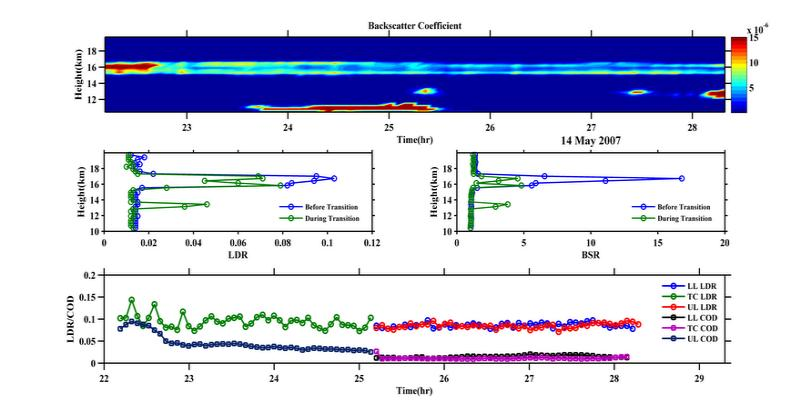 Backscatter Coefficient
x 10⁻⁶
Height(km)
18
16
14
12
15
10
5
23 24 25 26 27 28
Time(hr)
14 May 2007
Height(km)
18
16
14
12
10
Before Transition
During Transition
0 0.02 0.04 0.06 0.08 0.1 0.12
LDR
Height(km)
18
16
14
12
10
Before Transition
During Transition
0 5 10 15 20
BSR
LDR/COD
0.2
0.15
0.1
0.05
0
LL LDR
TC LDR
UL LDR
LL COD
TC COD
UL COD
22 23 24 25 26 27 28 29
Time(hr)